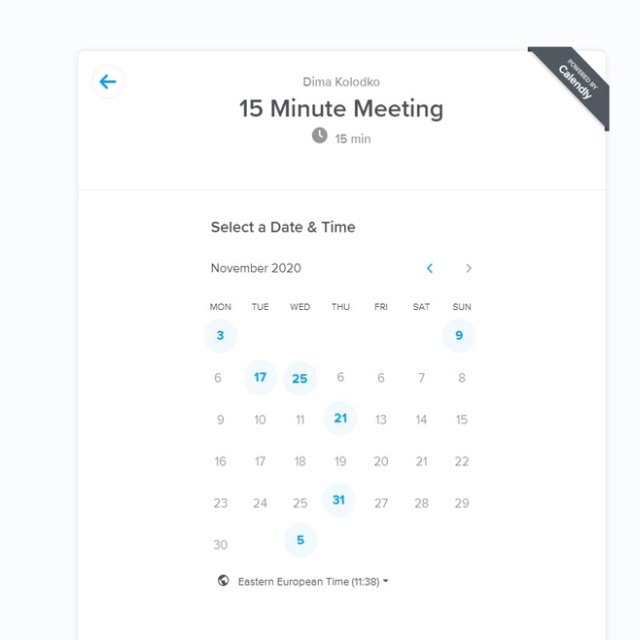 POWERED BY
Calendly
Dima Kolodko
15 Minute Meeting
15 min
Select a Date & Time
November 2020
MON TUE WED THU FRI SAT SUN
3 9
6 17 25 6 6 7 8
9 10 11 21 13 14 15
16 17 18 19 20 21 22
23 24 25 31 27 28 29
30 5
Eastern European Time (11:38)